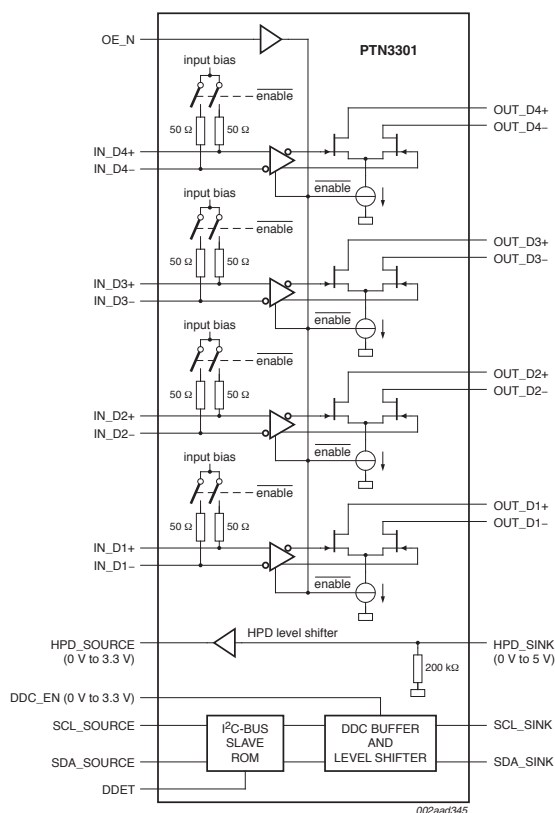 OE_N
PTN3301
input bias
enable
50 Ω 50 Ω
OUT_D4+
OUT_D4−
IN_D4+
IN_D4−
enable
input bias
enable
50 Ω 50 Ω
OUT_D3+
OUT_D3−
IN_D3+
IN_D3−
enable
input bias
enable
50 Ω 50 Ω
OUT_D2+
OUT_D2−
IN_D2+
IN_D2−
enable
input bias
enable
50 Ω 50 Ω
OUT_D1+
OUT_D1−
IN_D1+
IN_D1−
enable
HPD level shifter
HPD_SOURCE
(0 V to 3.3 V)
HPD_SINK
(0 V to 5 V)
200 kΩ
DDC_EN (0 V to 3.3 V)
SCL_SOURCE
I²C-BUS
SLAVE
ROM
DDC BUFFER
AND
LEVEL SHIFTER
SCL_SINK
SDA_SOURCE
SDA_SINK
DDET
002aad345